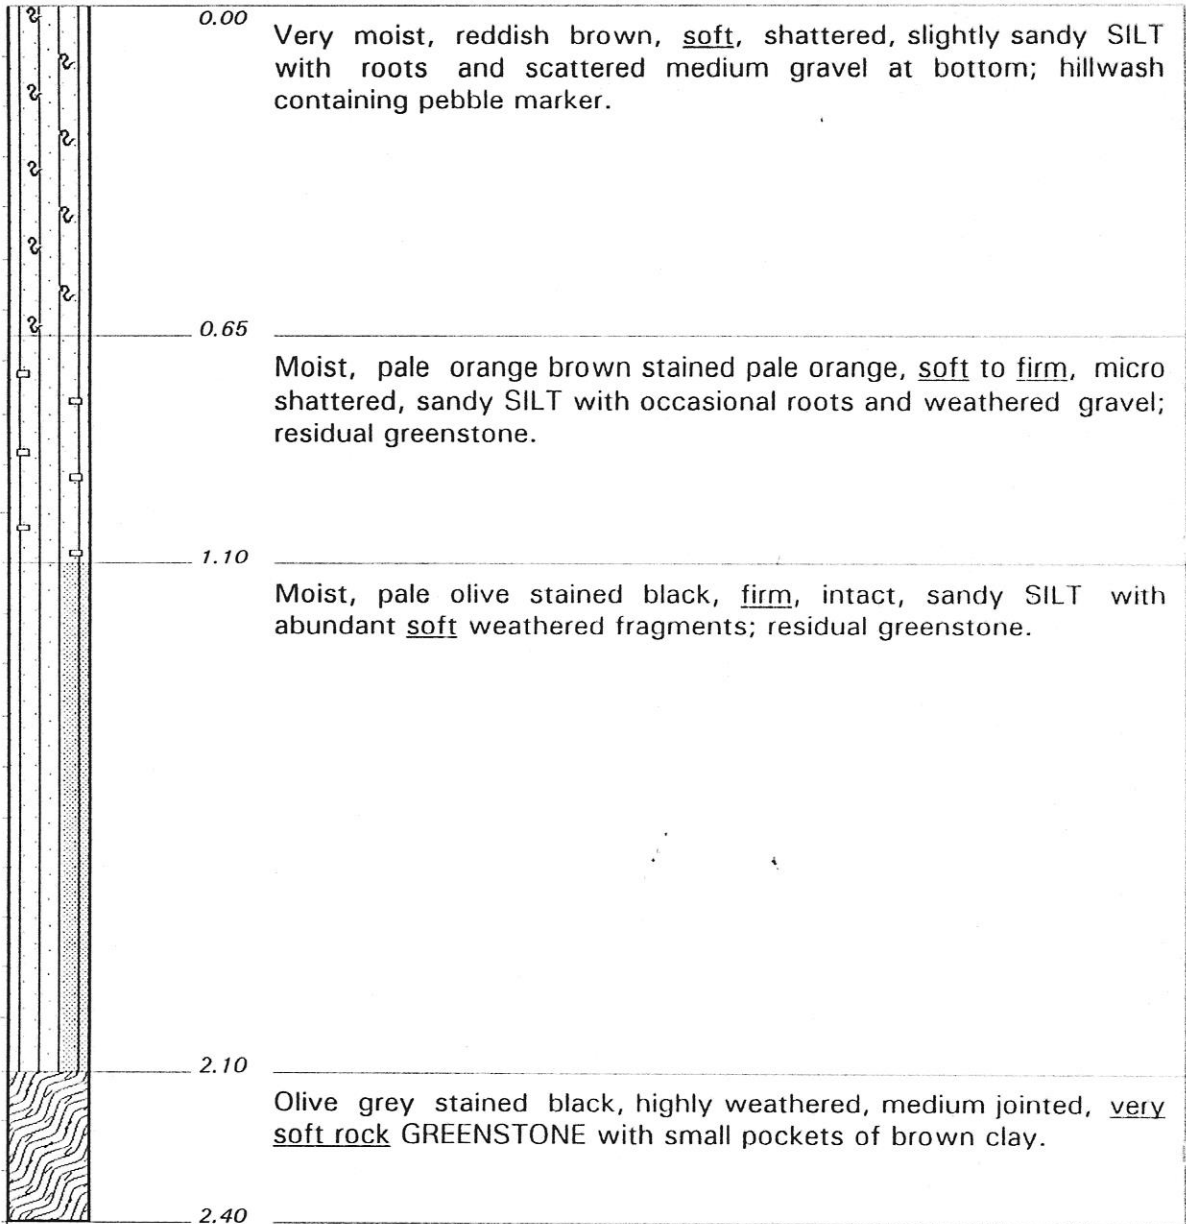 0.00
Very moist, reddish brown, soft, shattered, slightly sandy SILT
with roots and scattered medium gravel at bottom; hillwash
containing pebble marker.
0.65
Moist, pale orange brown stained pale orange, soft to firm, micro
shattered, sandy SILT with occasional roots and weathered gravel;
residual greenstone.
1.10
Moist, pale olive stained black, firm, intact, sandy SILT with
abundant soft weathered fragments; residual greenstone.
2.10
Olive grey stained black, highly weathered, medium jointed, very
soft rock GREENSTONE with small pockets of brown clay.
2.40